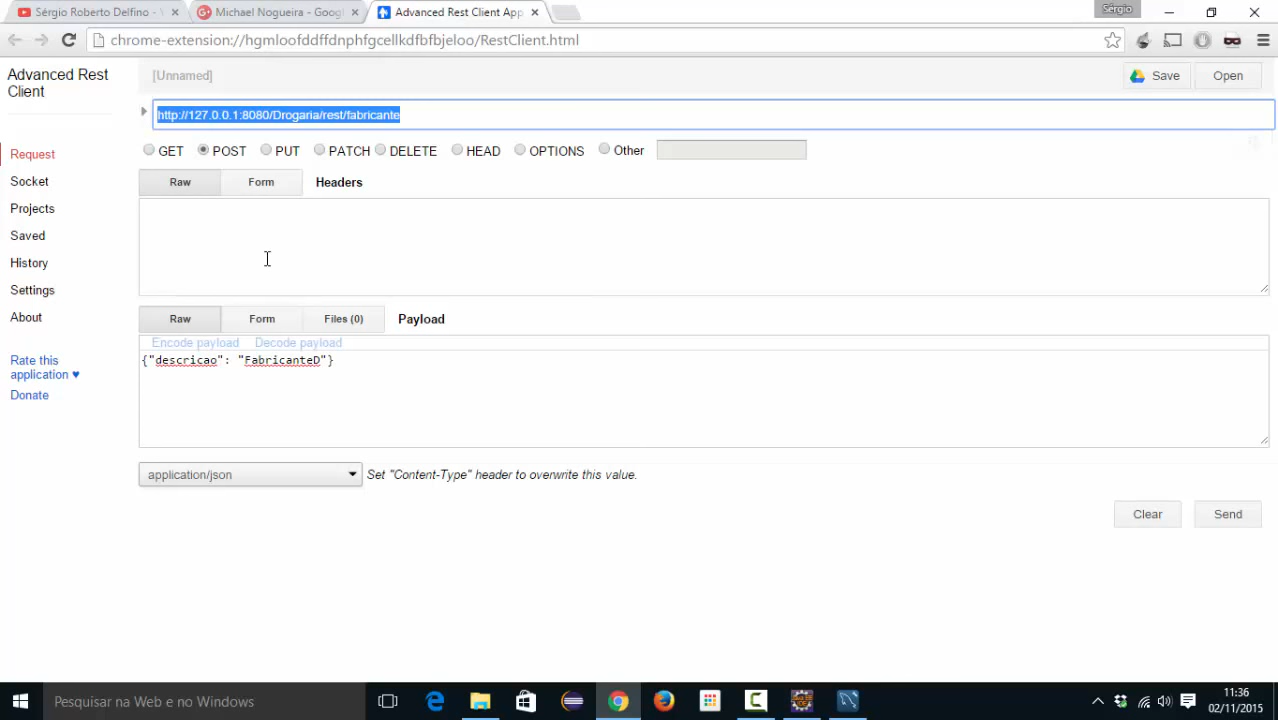 Sérgio Roberto Delfino - 
Michael Nogueira - Googl
Advanced Rest Client App
Sérgio
chrome-extension://hgmloofddffdnphfgcellkdfbfbjeloo/RestClient.html
Advanced Rest
Client
[Unnamed]
Save
Open
http://127.0.0.1:8080/Drogaria/rest/fabricante
GET POST PUT PATCH DELETE HEAD OPTIONS Other
Request
Raw Form Headers
Socket
Projects
Saved
History
Settings
About
Raw Form Files (0) Payload
Encode payload Decode payload
{"descricao": "FabricanteD"}
Rate this
application ♥
Donate
application/json
Set "Content-Type" header to overwrite this value.
Clear
Send
Pesquisar na Web e no Windows
11:36
02/11/2015